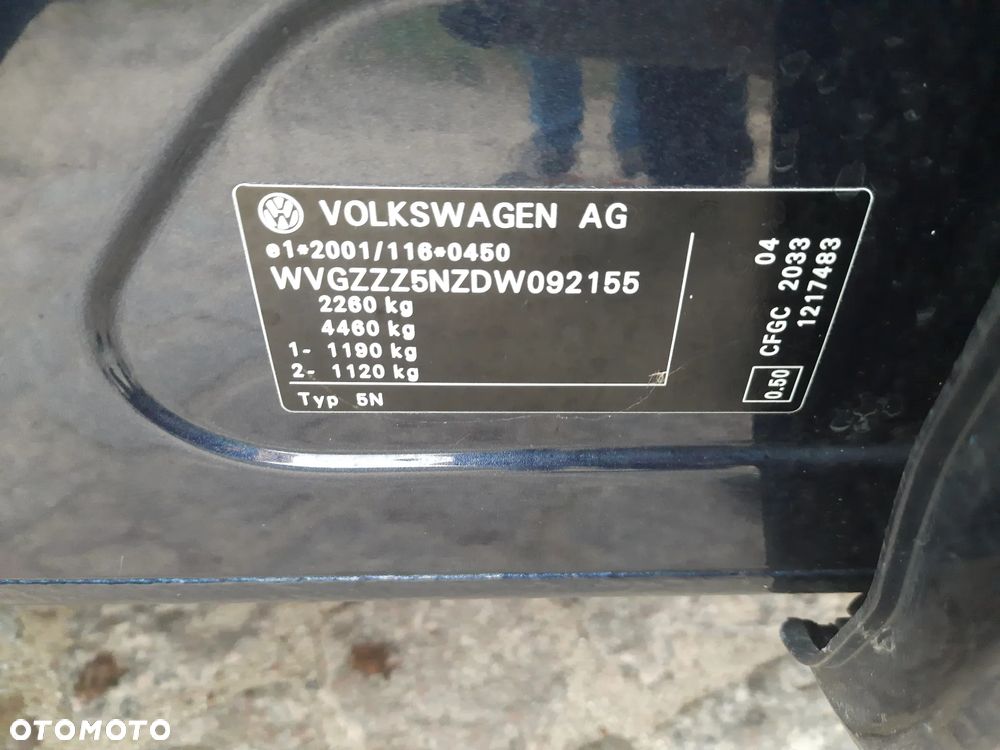 VOLKSWAGEN AG
e1*2001/116*0450
WVGZZZ5NZDW092155
2260 kg
4460 kg
1- 1190 kg
2- 1120 kg
Typ 5N
04
CFGC 2033
1217483
0.50
OTOMOTO